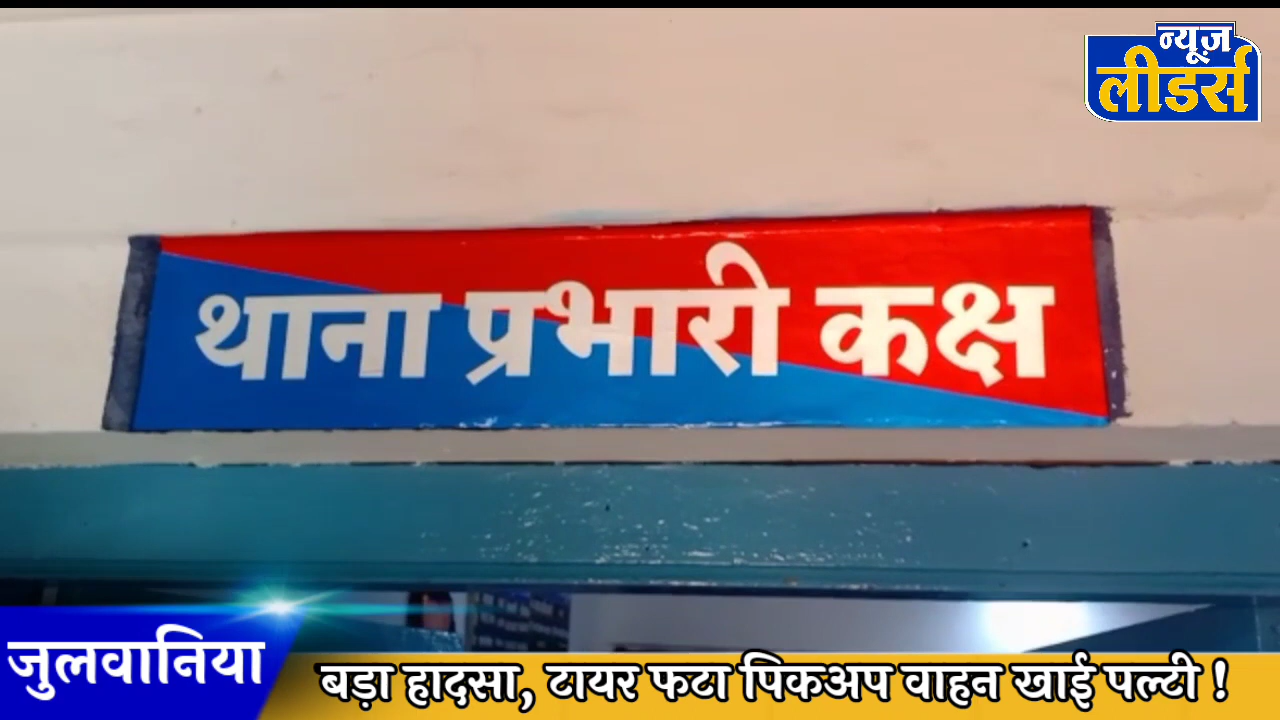 न्यूज़
लीडर्स
थाना प्रभारी कक्ष
जुलवानिया
बड़ा हादसा, टायर फटा पिकअप वाहन खाई पल्टी !